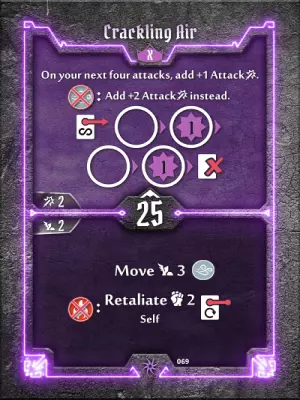 Crackling Air
X
On your next four attacks, add +1 Attack.
: Add +2 Attack instead.
1
1
2
25
2
Move 3
: Retaliate 2
Self
069